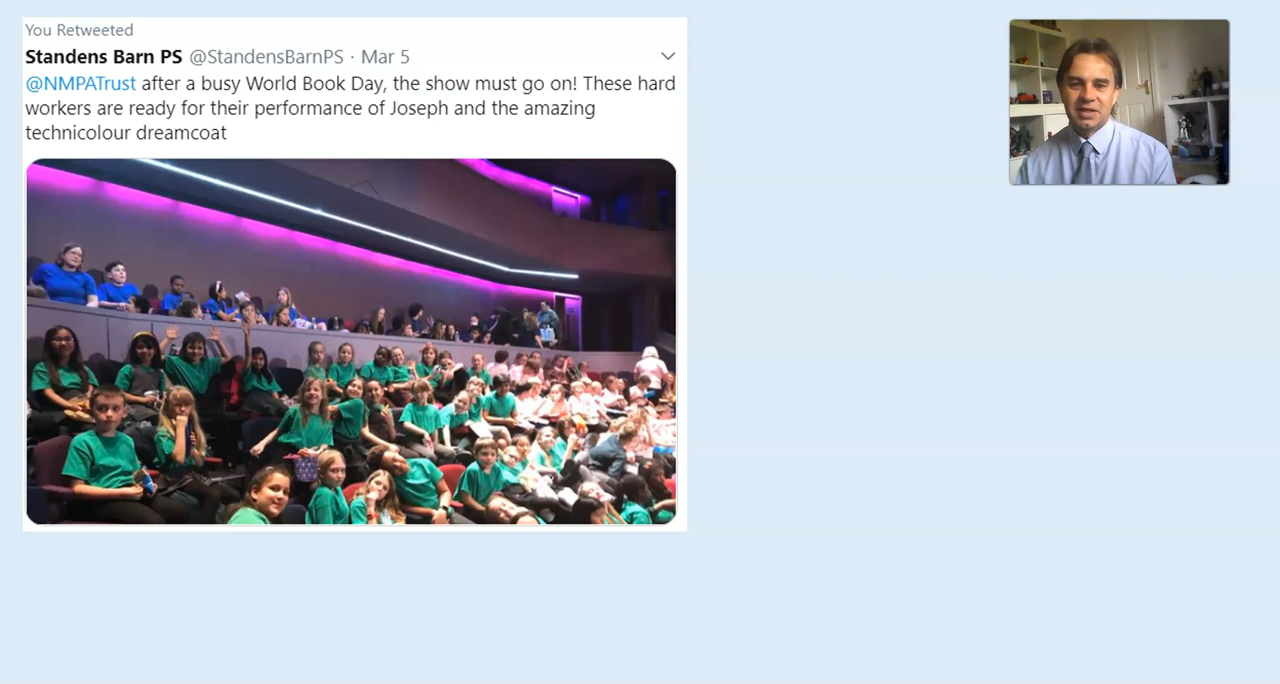 You Retweeted
Standens Barn PS @StandensBarnPS · Mar 5
@NMPATrust after a busy World Book Day, the show must go on! These hard
workers are ready for their performance of Joseph and the amazing
technicolour dreamcoat